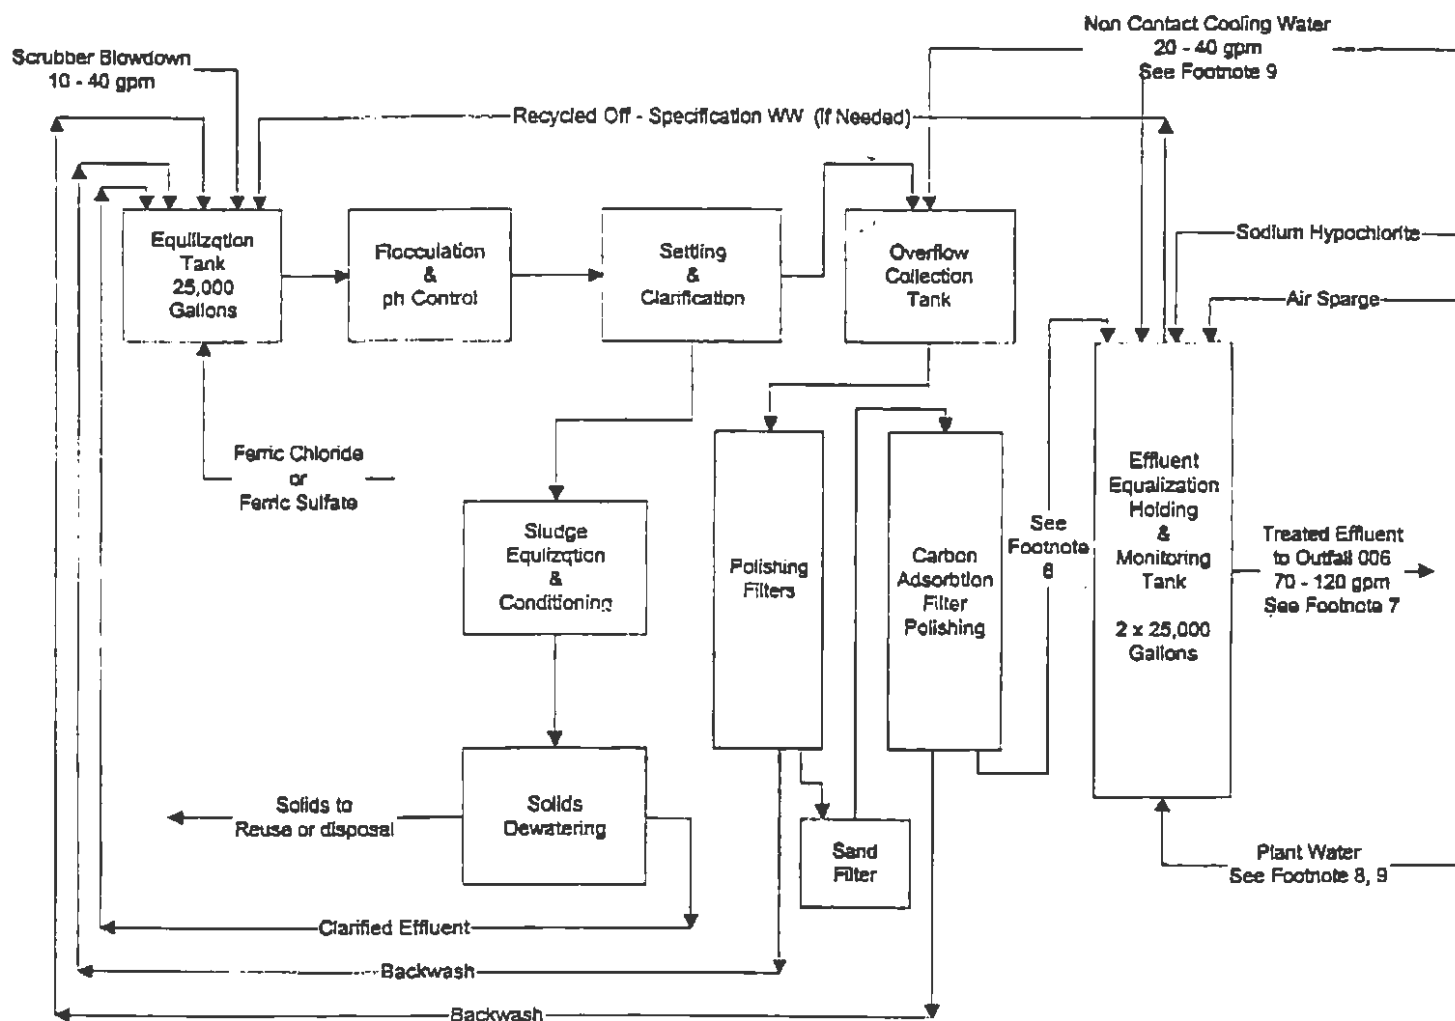 Non Contact Cooling Water
20 - 40 gpm
See Footnote 9
Scrubber Blowdown
10 - 40 gpm
Recycled Off - Specification WW (If Needed)
Equilizqtion
Tank
25,000
Gallons
Flocculation
&
ph Control
Settling
&
Clarification
Overflow
Collection
Tank
Sodium Hypochlorite
Air Sparge
Ferric Chloride
or
Ferric Sulfate
Sludge
Equlizqtion
&
Conditioning
Polishing
Filters
Carbon
Adsorbtion
Filter
Polishing
See
Footnote
8
Effluent
Equalization
Holding
&
Monitoring
Tank
2 x 25,000
Gallons
Treated Effluent
to Outfall 006
70 - 120 gpm
See Footnote 7
Solids to
Reuse or disposal
Solids
Dewatering
Sand
Filter
Plant Water
See Footnote 8, 9
Clarified Effluent
Backwash
Backwash